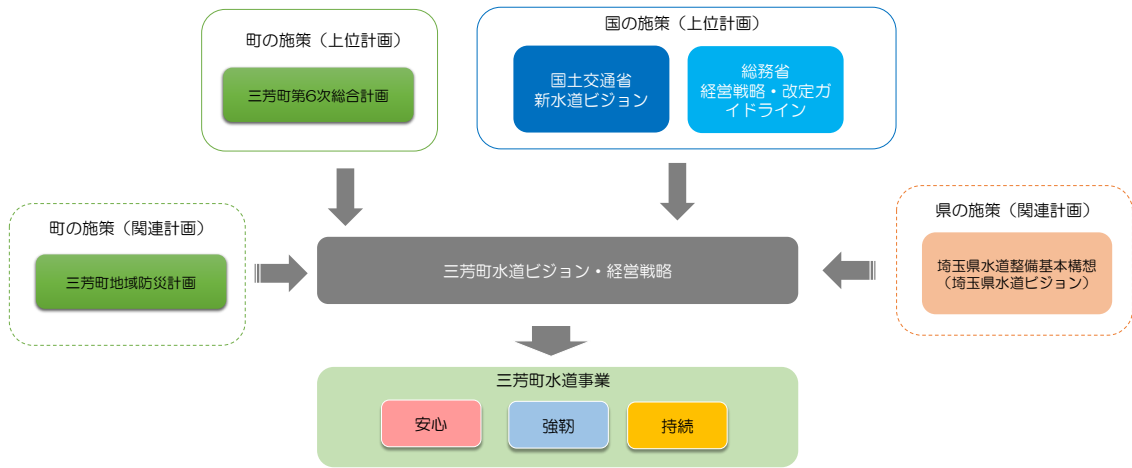 町の施策（上位計画）
三芳町第6次総合計画
国の施策（上位計画）
国土交通省
新水道ビジョン
総務省
経営戦略・改定ガ
イドライン
町の施策（関連計画）
三芳町地域防災計画
三芳町水道ビジョン・経営戦略
県の施策（関連計画）
埼玉県水道整備基本構想
（埼玉県水道ビジョン）
三芳町水道事業
安心
強靭
持続